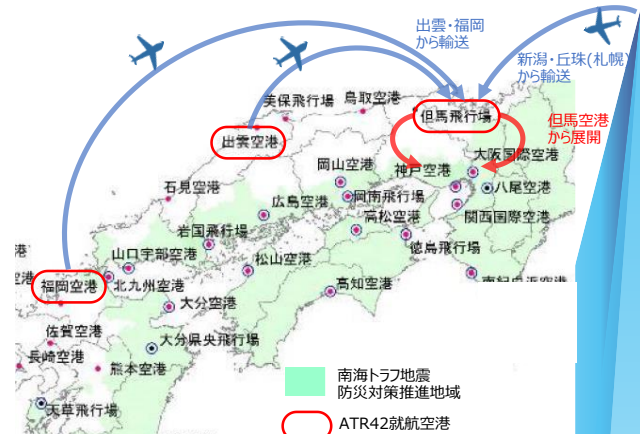 出雲・福岡
から輸送
新潟・丘珠(札幌)
から輸送
美保飛行場
鳥取空港
但馬飛行場
但馬空港
から展開
出雲空港
大阪国際空港
岡山空港
神戸空港
八尾空港
石見空港
広島空港
岡南飛行場
関西国際空港
高松空港
岩国飛行場
徳島飛行場
山口宇部空港
松山空港
福岡空港
北九州空港
高知空港
南紀白浜空港
大分空港
佐賀空港
大分県央飛行場
長崎空港
熊本空港
天草飛行場
南海トラフ地震
防災対策推進地域
ATR42就航空港